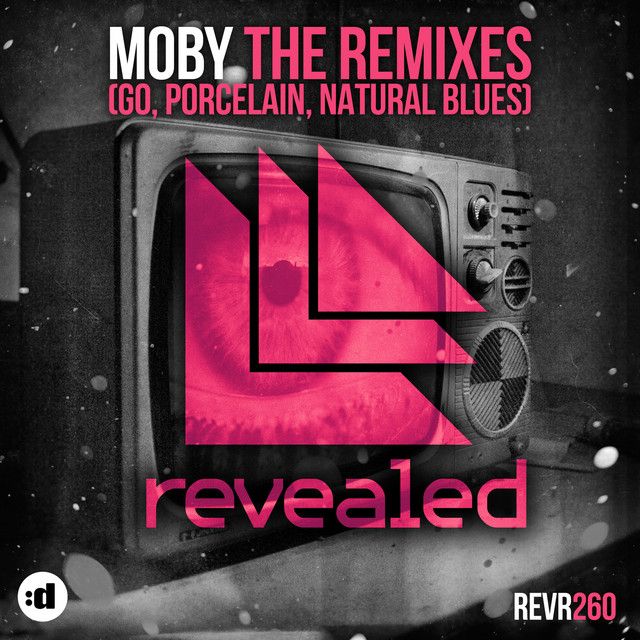 MOBY THE REMIXES
(GO, PORCELAIN, NATURAL BLUES)
revealed
:d
REVR260